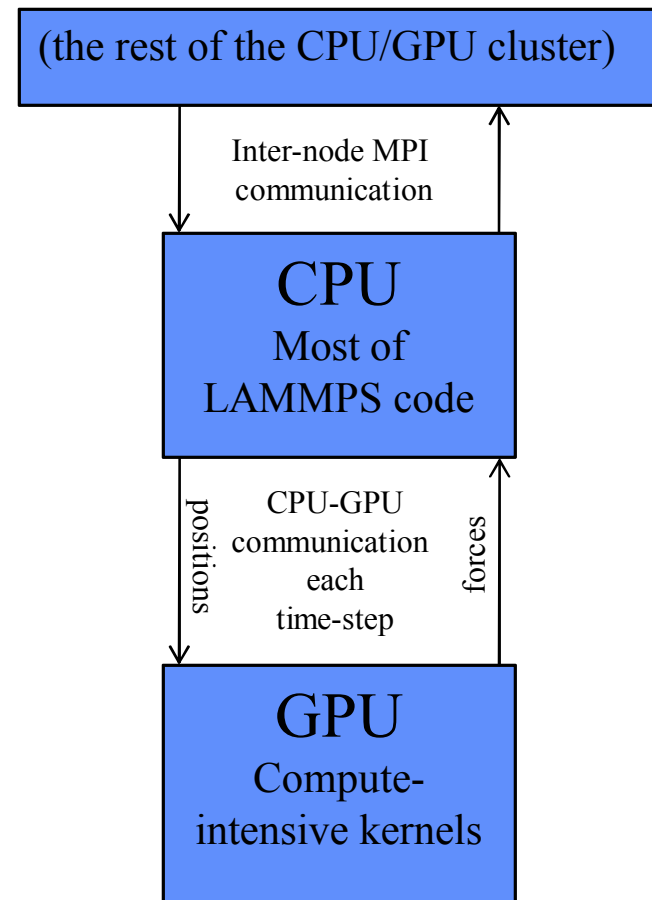 (the rest of the CPU/GPU cluster)
Inter-node MPI
communication
CPU
Most of
LAMMPS code
positions
CPU-GPU
communication
each
time-step
forces
GPU
Compute-
intensive kernels